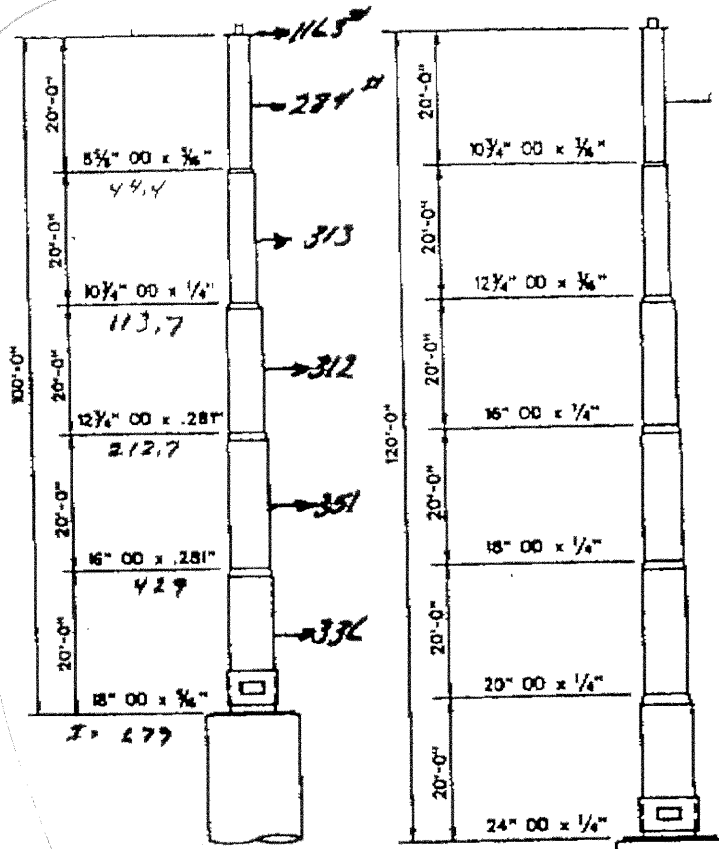 1163#
20'-0"
284#
8⅝" OD x 3/16"
44.4
20'-0"
313
10¾" OD x ¼"
113.7
100'-0"
20'-0"
312
12¾" OD x .281"
212.7
20'-0"
351
16" OD x .281"
429
20'-0"
336
18" OD x 5/16"
I=
20'-0"
10¾" OD x 3/16"
20'-0"
12¾" OD x 3/16"
20'-0"
16" OD x ¼"
120'-0"
20'-0"
18" OD x ¼"
20'-0"
20" OD x ¼"
20'-0"
24" OD x ¼"